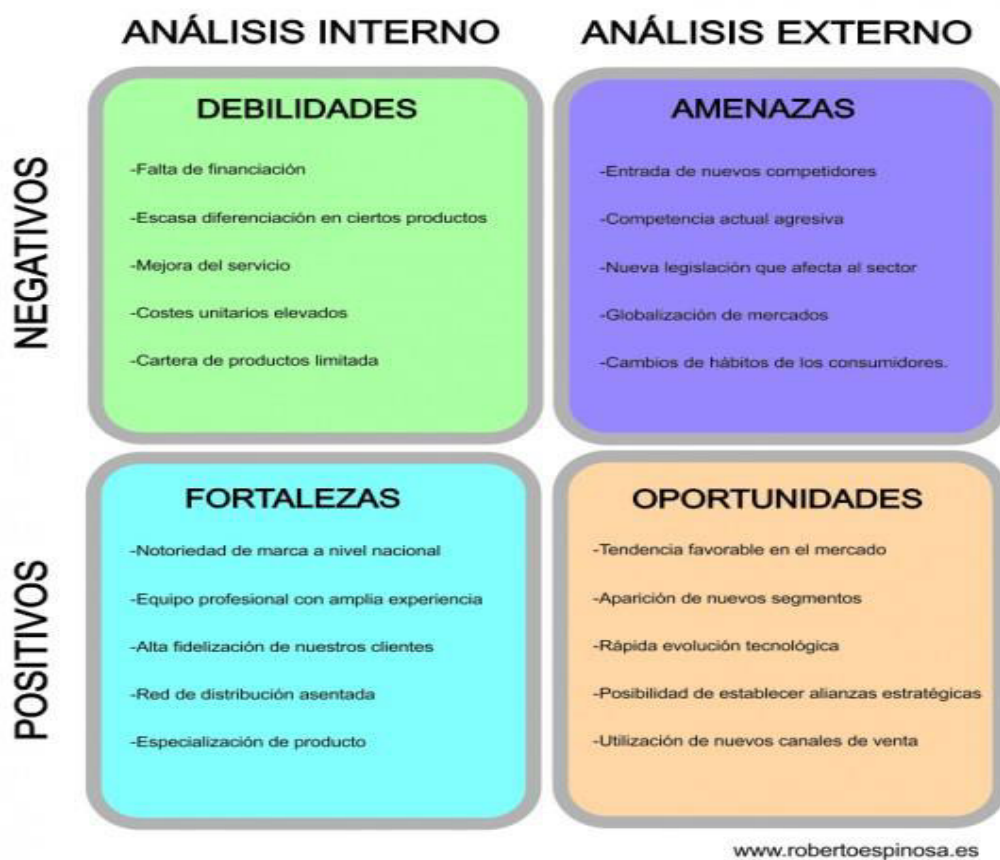 ANÁLISIS INTERNO
ANÁLISIS EXTERNO
NEGATIVOS
DEBILIDADES
-Falta de financiación
-Escasa diferenciación en ciertos productos
-Mejora del servicio
-Costes unitarios elevados
-Cartera de productos limitada
AMENAZAS
-Entrada de nuevos competidores
-Competencia actual agresiva
-Nueva legislación que afecta al sector
-Globalización de mercados
-Cambios de hábitos de los consumidores.
POSITIVOS
FORTALEZAS
-Notoriedad de marca a nivel nacional
-Equipo profesional con amplia experiencia
-Alta fidelización de nuestros clientes
-Red de distribución asentada
-Especialización de producto
OPORTUNIDADES
-Tendencia favorable en el mercado
-Aparición de nuevos segmentos
-Rápida evolución tecnológica
-Posibilidad de establecer alianzas estratégicas
-Utilización de nuevos canales de venta
www.robertoespinosa.es